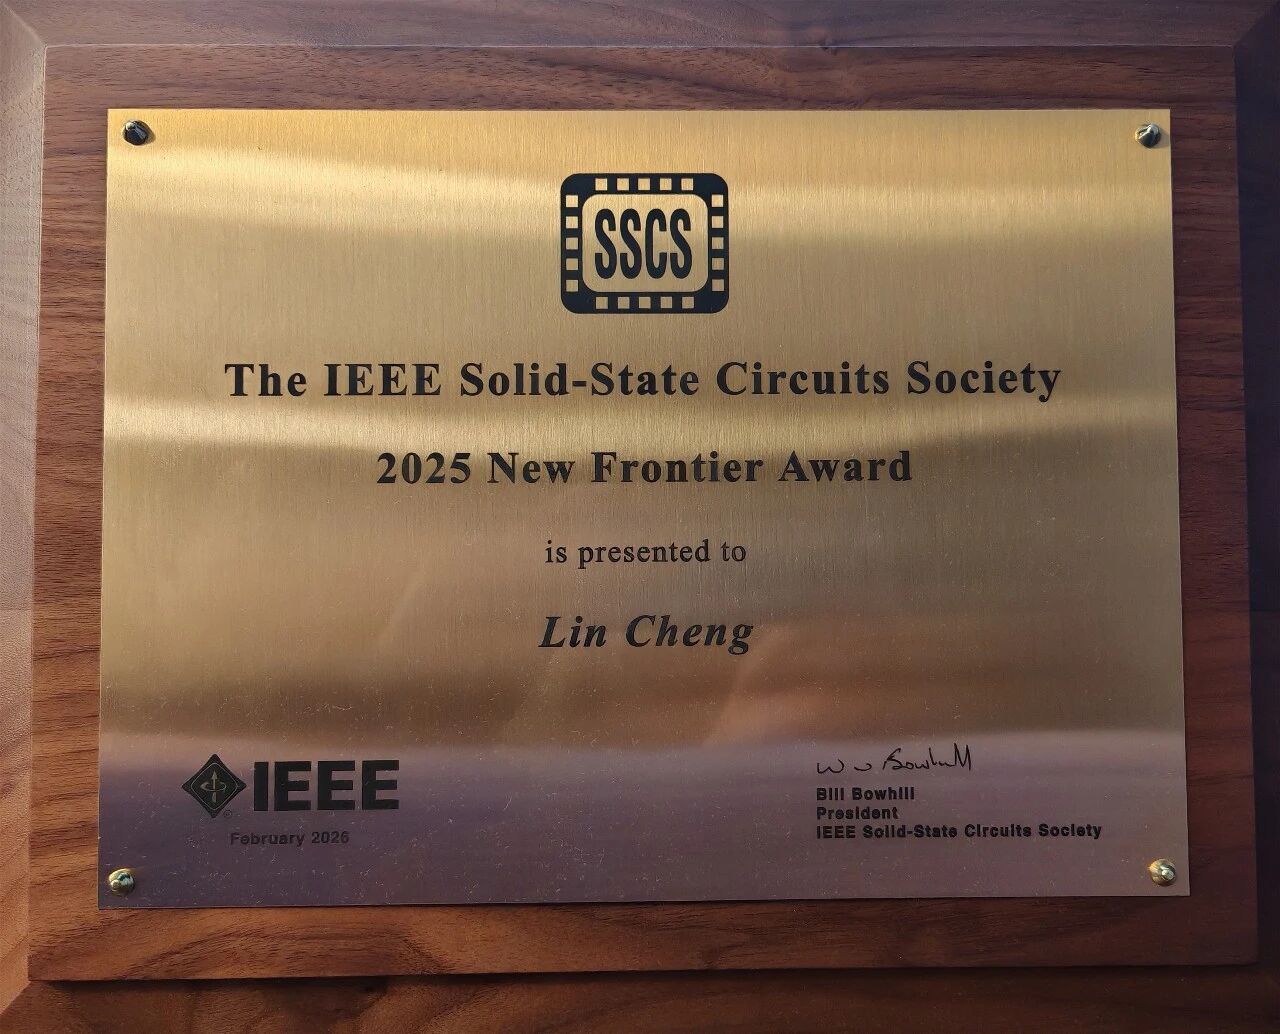 SSCS
The IEEE Solid-State Circuits Society
2025 New Frontier Award
is presented to
Lin Cheng
IEEE
February 2026
Bill Bowhill
President
IEEE Solid-State Circuits Society